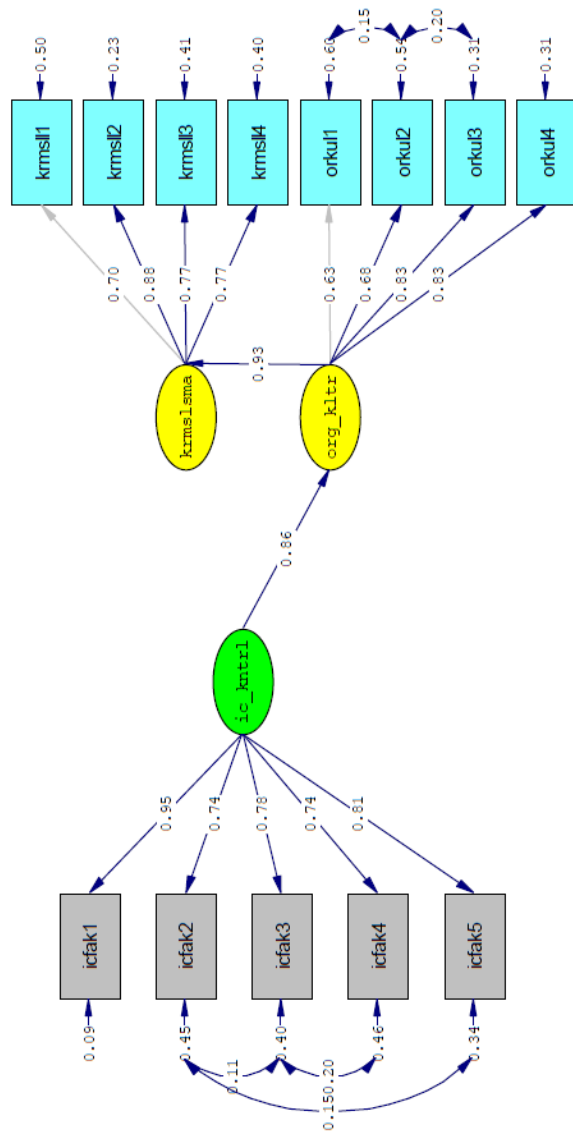 0.09
0.45
0.40
0.46
0.34
0.11
0.20
0.15
icfak1
icfak2
icfak3
icfak4
icfak5
0.95
0.74
0.78
0.74
0.81
ic_kntrl
0.86
krmslsma
org_kltr
0.93
0.70
0.88
0.77
0.77
0.63
0.68
0.83
0.83
krmsll1
krmsll2
krmsll3
krmsll4
orkul1
orkul2
orkul3
orkul4
0.50
0.23
0.41
0.40
0.60
0.54
0.31
0.31
0.15
0.20